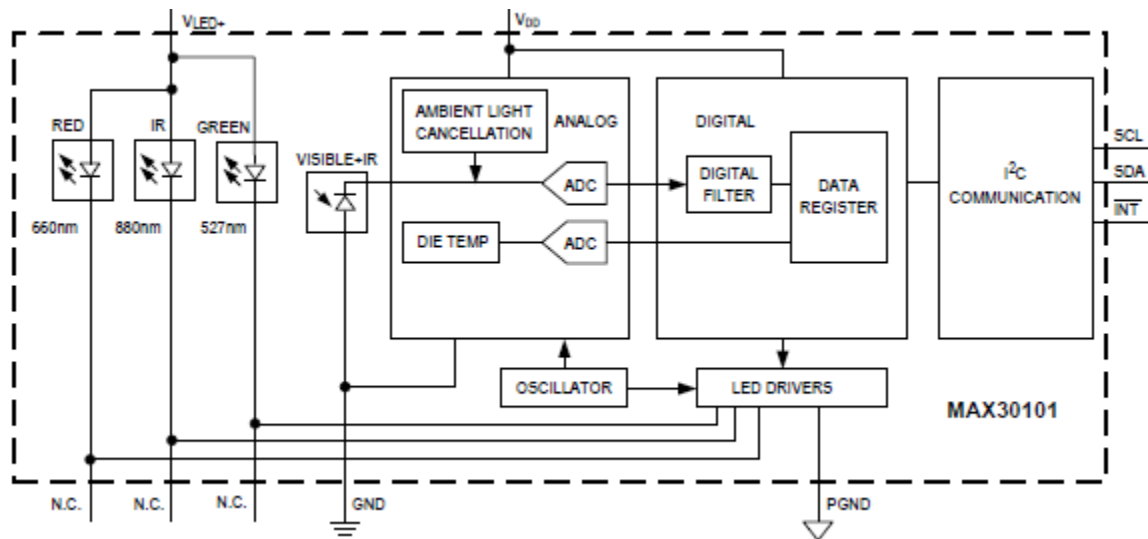 VLED+
VDD
RED
IR
GREEN
660nm
880nm
527nm
VISIBLE+IR
AMBIENT LIGHT
CANCELLATION
ANALOG
ADC
DIE TEMP
ADC
DIGITAL
DIGITAL
FILTER
DATA
REGISTER
I²C
COMMUNICATION
SCL
SDA
INT
OSCILLATOR
LED DRIVERS
MAX30101
N.C.
N.C.
N.C.
GND
PGND